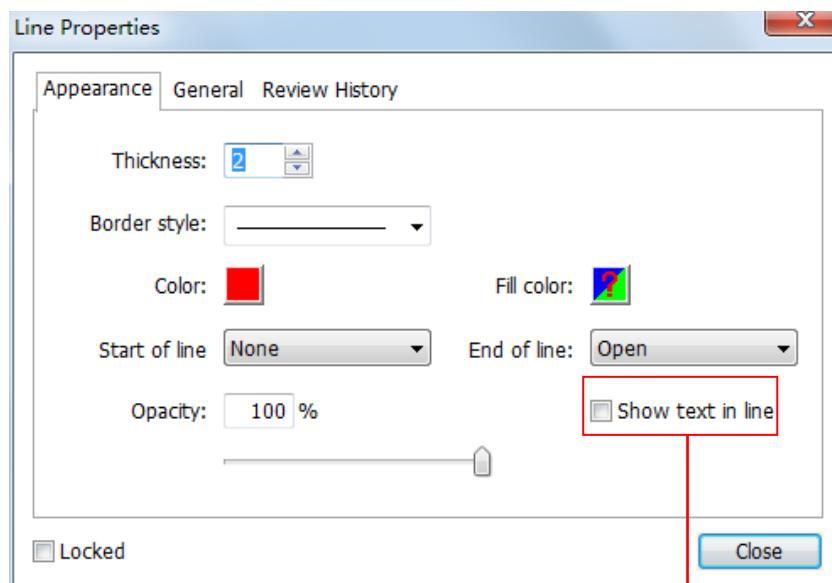 Line Properties
x
Appearance General Review History
Thickness: 2
Border style:
Color: Fill color: ?
Start of line None End of line: Open
Opacity: 100 % Show text in line
Locked Close